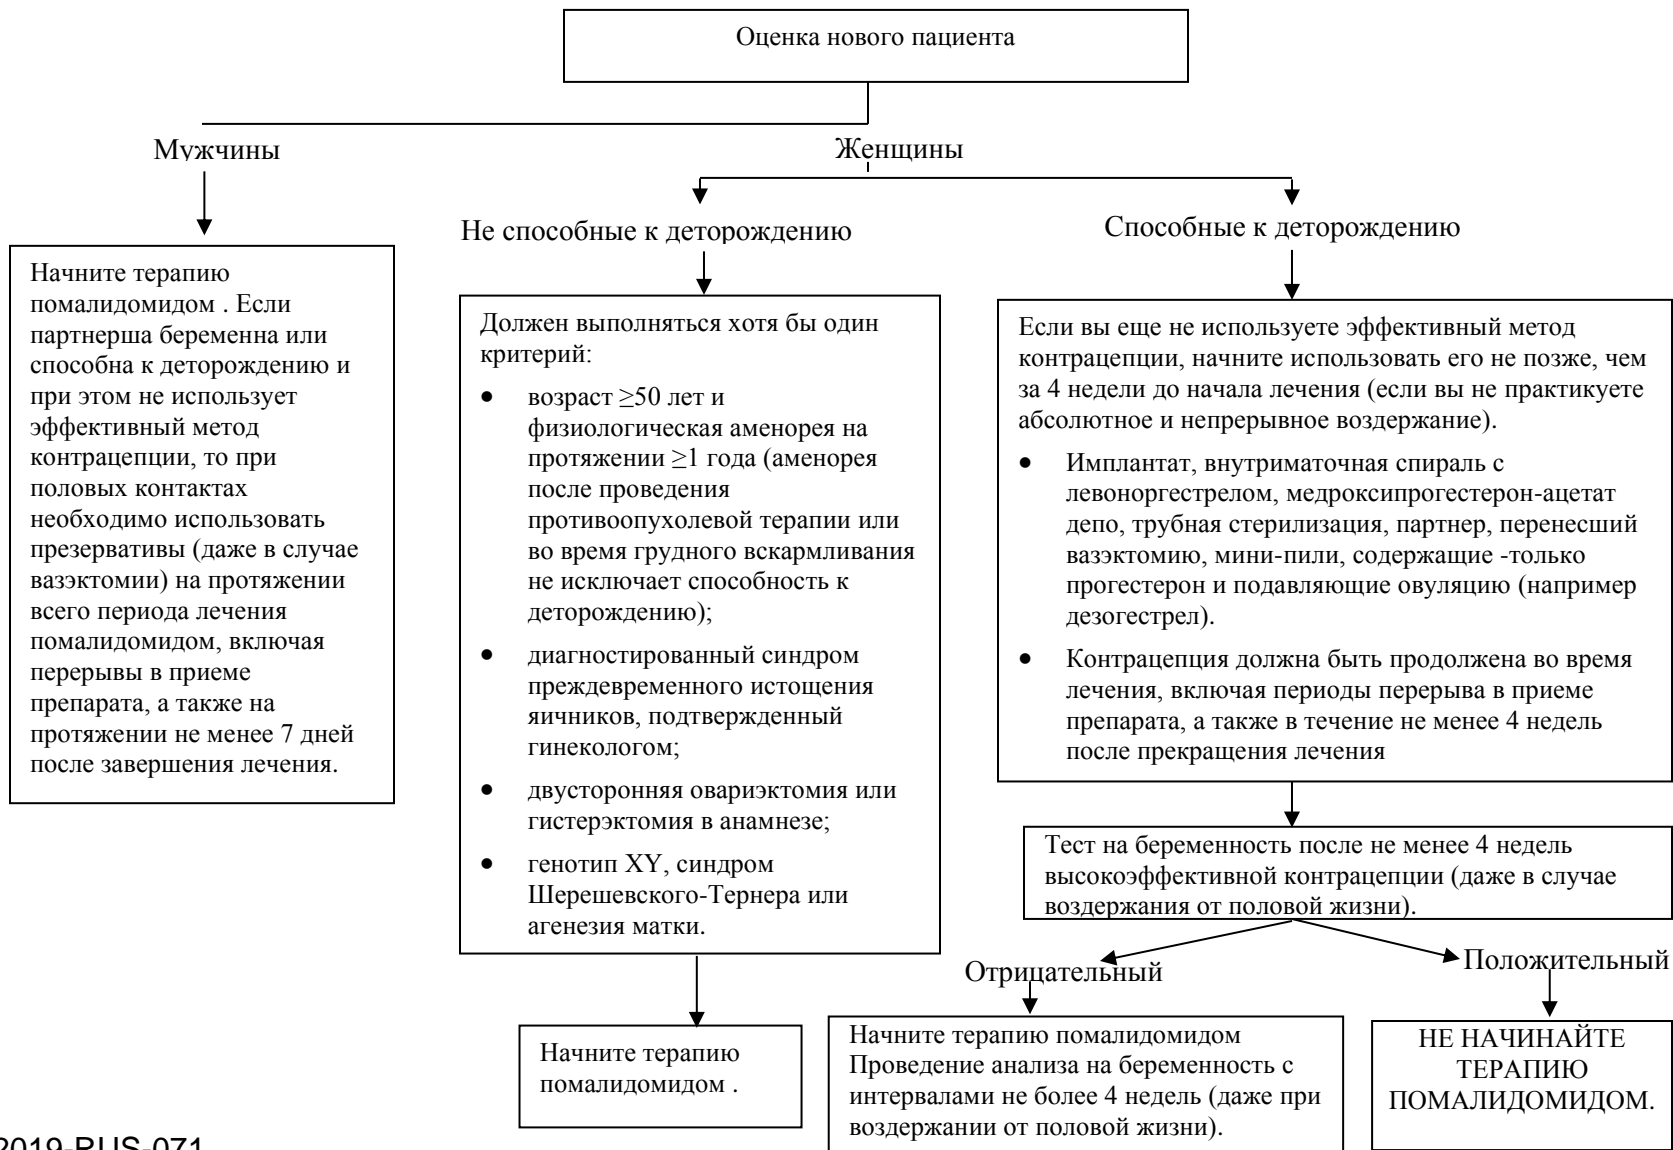 Оценка нового пациента
Мужчины
Женщины
Не способные к деторождению
Способные к деторождению
Начните терапию
помалидомидом . Если
партнерша беременна или
способна к деторождению и
при этом не использует
эффективный метод
контрацепции, то при
половых контактах
необходимо использовать
презервативы (даже в случае
вазэктомии) на протяжении
всего периода лечения
помалидомидом, включая
перерывы в приеме
препарата, а также на
протяжении не менее 7 дней
после завершения лечения.
Должен выполняться хотя бы один
критерий:
• возраст ≥50 лет и
физиологическая аменорея на
протяжении ≥1 года (аменорея
после проведения
противоопухолевой терапии или
во время грудного вскармливания
не исключает способность к
деторождению);
• диагностированный синдром
преждевременного истощения
яичников, подтвержденный
гинекологом;
• двусторонняя овариэктомия или
гистерэктомия в анамнезе;
• генотип XY, синдром
Шерешевского-Тернера или
агенезия матки.
Начните терапию
помалидомидом .
Если вы еще не используете эффективный метод
контрацепции, начните использовать его не позже, чем
за 4 недели до начала лечения (если вы не практикуете
абсолютное и непрерывное воздержание).
• Имплантат, внутриматочная спираль с
левоноргестрелом, медроксипрогестерон-ацетат
депо, трубная стерилизация, партнер, перенесший
вазэктомию, мини-пили, содержащие -только
прогестерон и подавляющие овуляцию (например
дезогестрел).
• Контрацепция должна быть продолжена во время
лечения, включая периоды перерыва в приеме
препарата, а также в течение не менее 4 недель
после прекращения лечения
Тест на беременность после не менее 4 недель
высокоэффективной контрацепции (даже в случае
воздержания от половой жизни).
Отрицательный
Положительный
Начните терапию помалидомидом
Проведение анализа на беременность с
интервалами не более 4 недель (даже при
воздержании от половой жизни).
НЕ НАЧИНАЙТЕ
ТЕРАПИЮ
ПОМАЛИДОМИДОМ.
2019-RUS-071